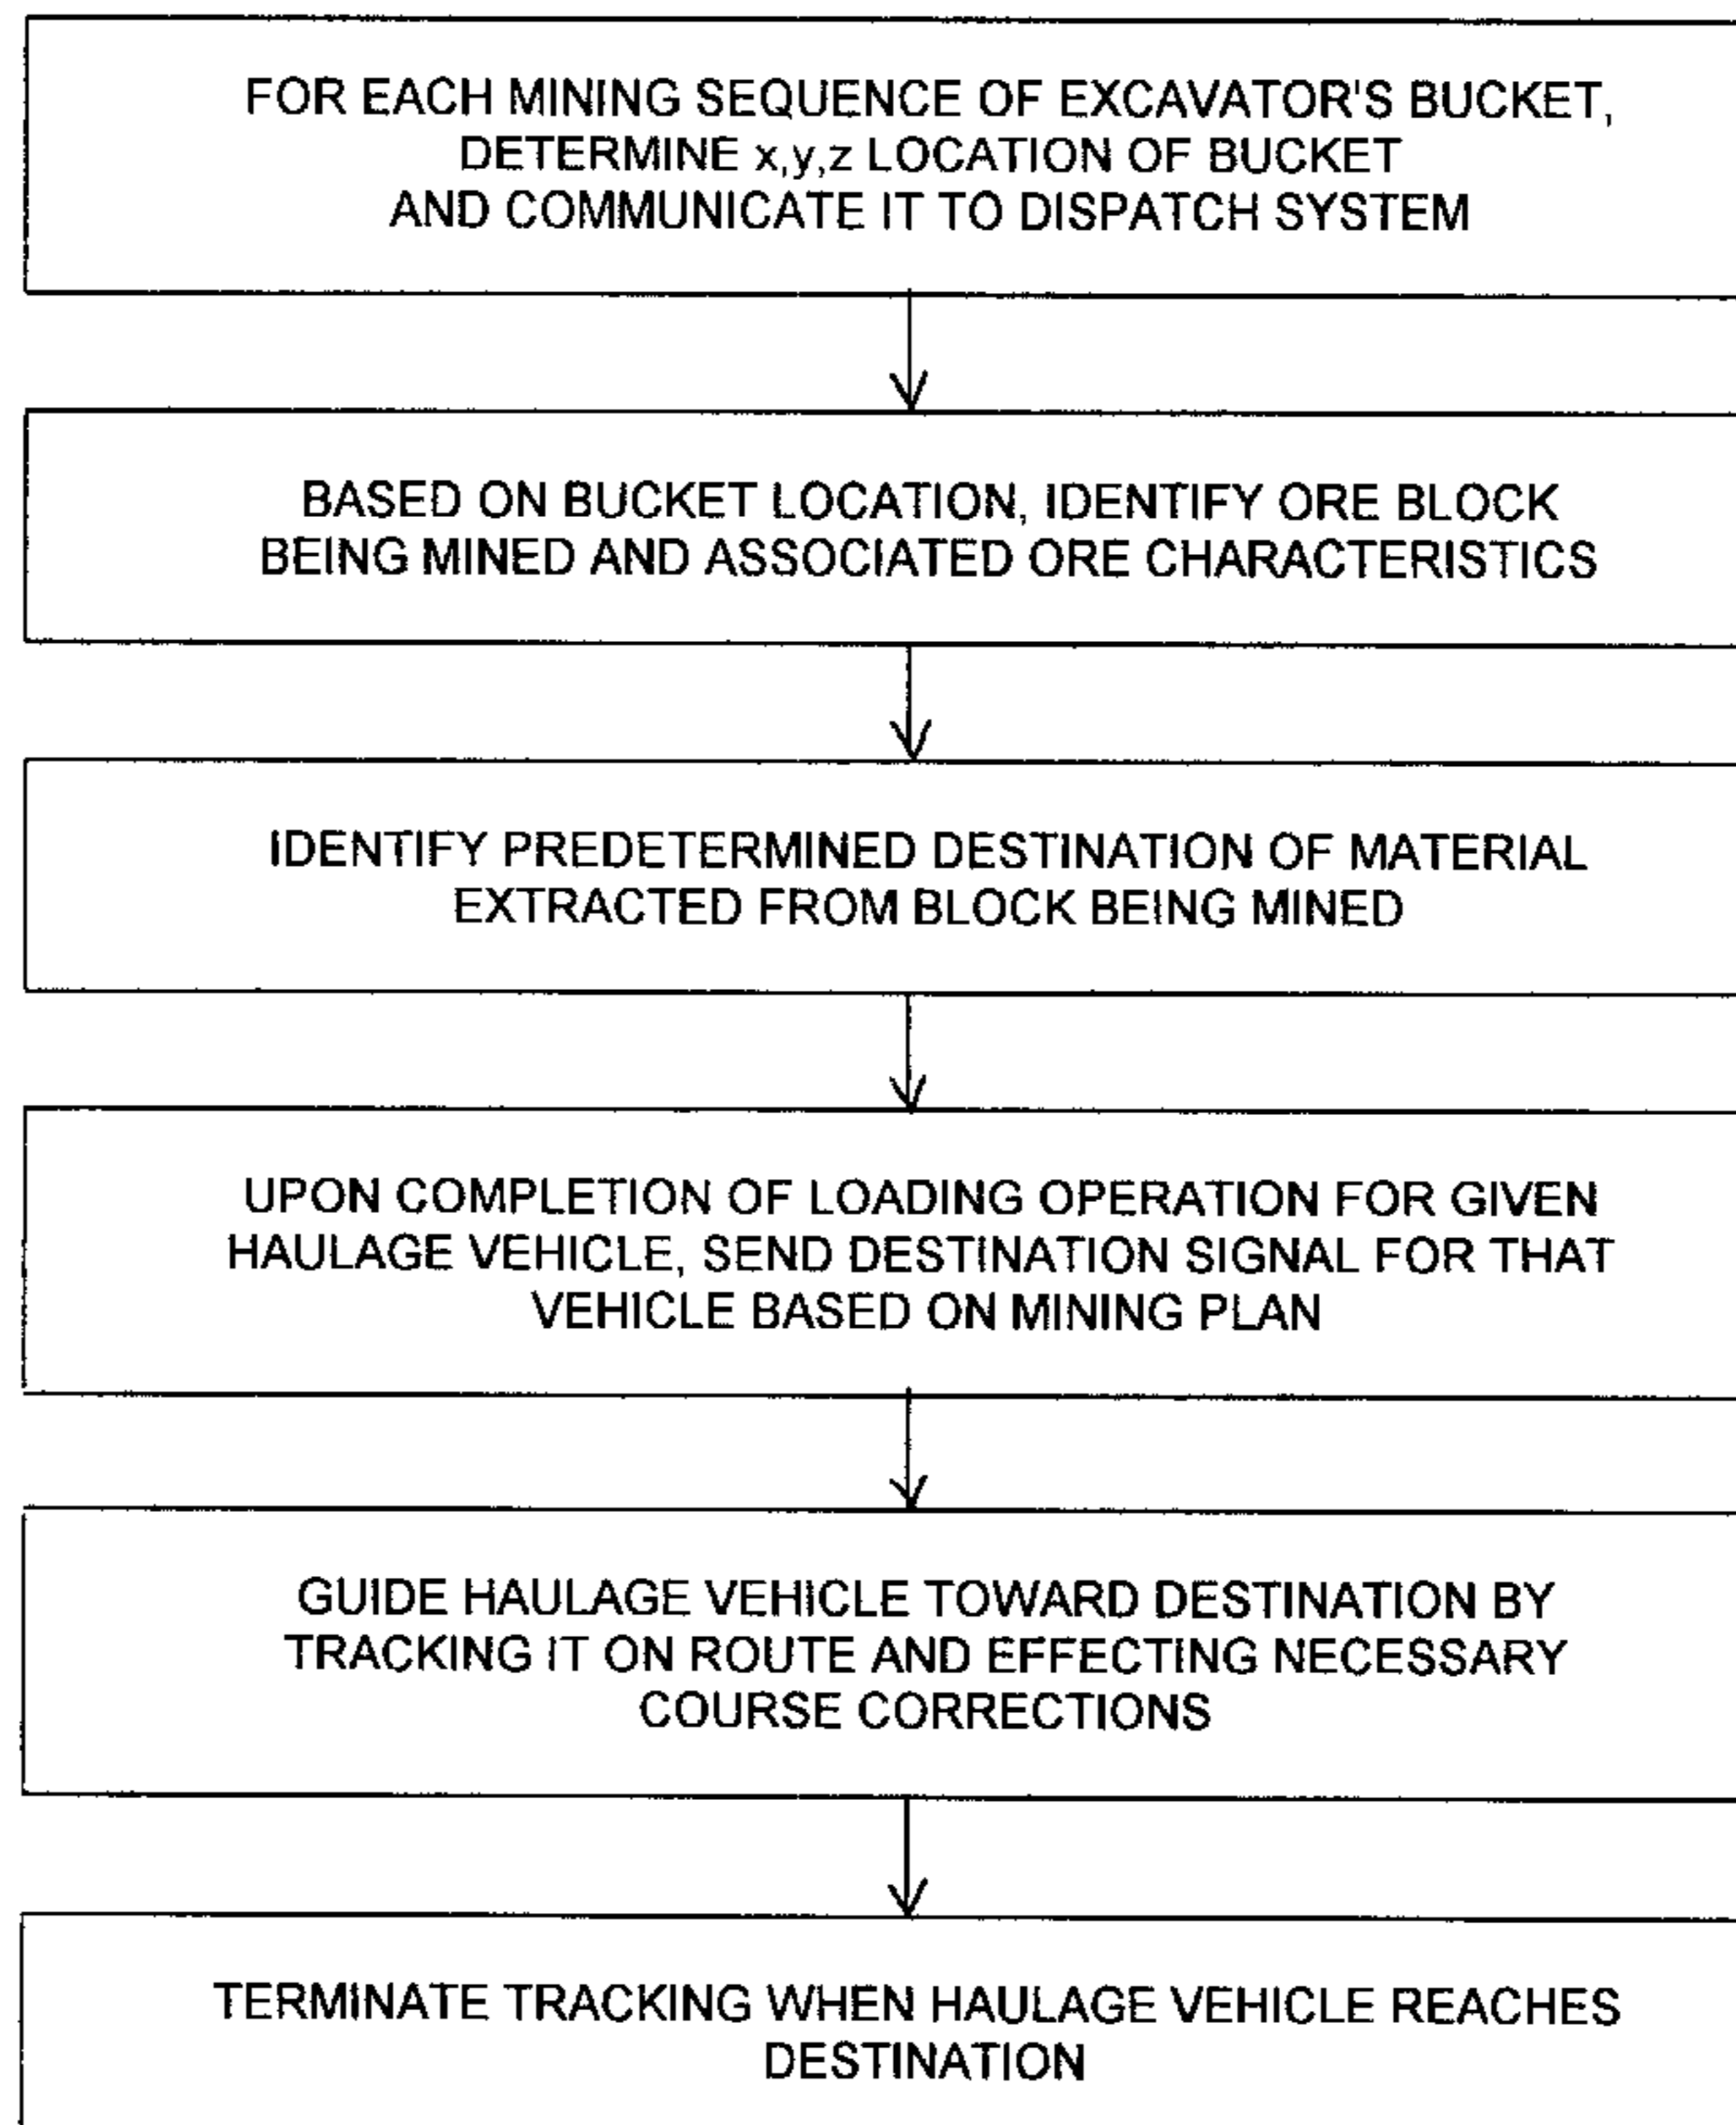 FOR EACH MINING SEQUENCE OF EXCAVATOR'S BUCKET,
DETERMINE x,y,z LOCATION OF BUCKET
AND COMMUNICATE IT TO DISPATCH SYSTEM
BASED ON BUCKET LOCATION, IDENTIFY ORE BLOCK
BEING MINED AND ASSOCIATED ORE CHARACTERISTICS
IDENTIFY PREDETERMINED DESTINATION OF MATERIAL
EXTRACTED FROM BLOCK BEING MINED
UPON COMPLETION OF LOADING OPERATION FOR GIVEN
HAULAGE VEHICLE, SEND DESTINATION SIGNAL FOR THAT
VEHICLE BASED ON MINING PLAN
GUIDE HAULAGE VEHICLE TOWARD DESTINATION BY
TRACKING IT ON ROUTE AND EFFECTING NECESSARY
COURSE CORRECTIONS
TERMINATE TRACKING WHEN HAULAGE VEHICLE REACHES
DESTINATION